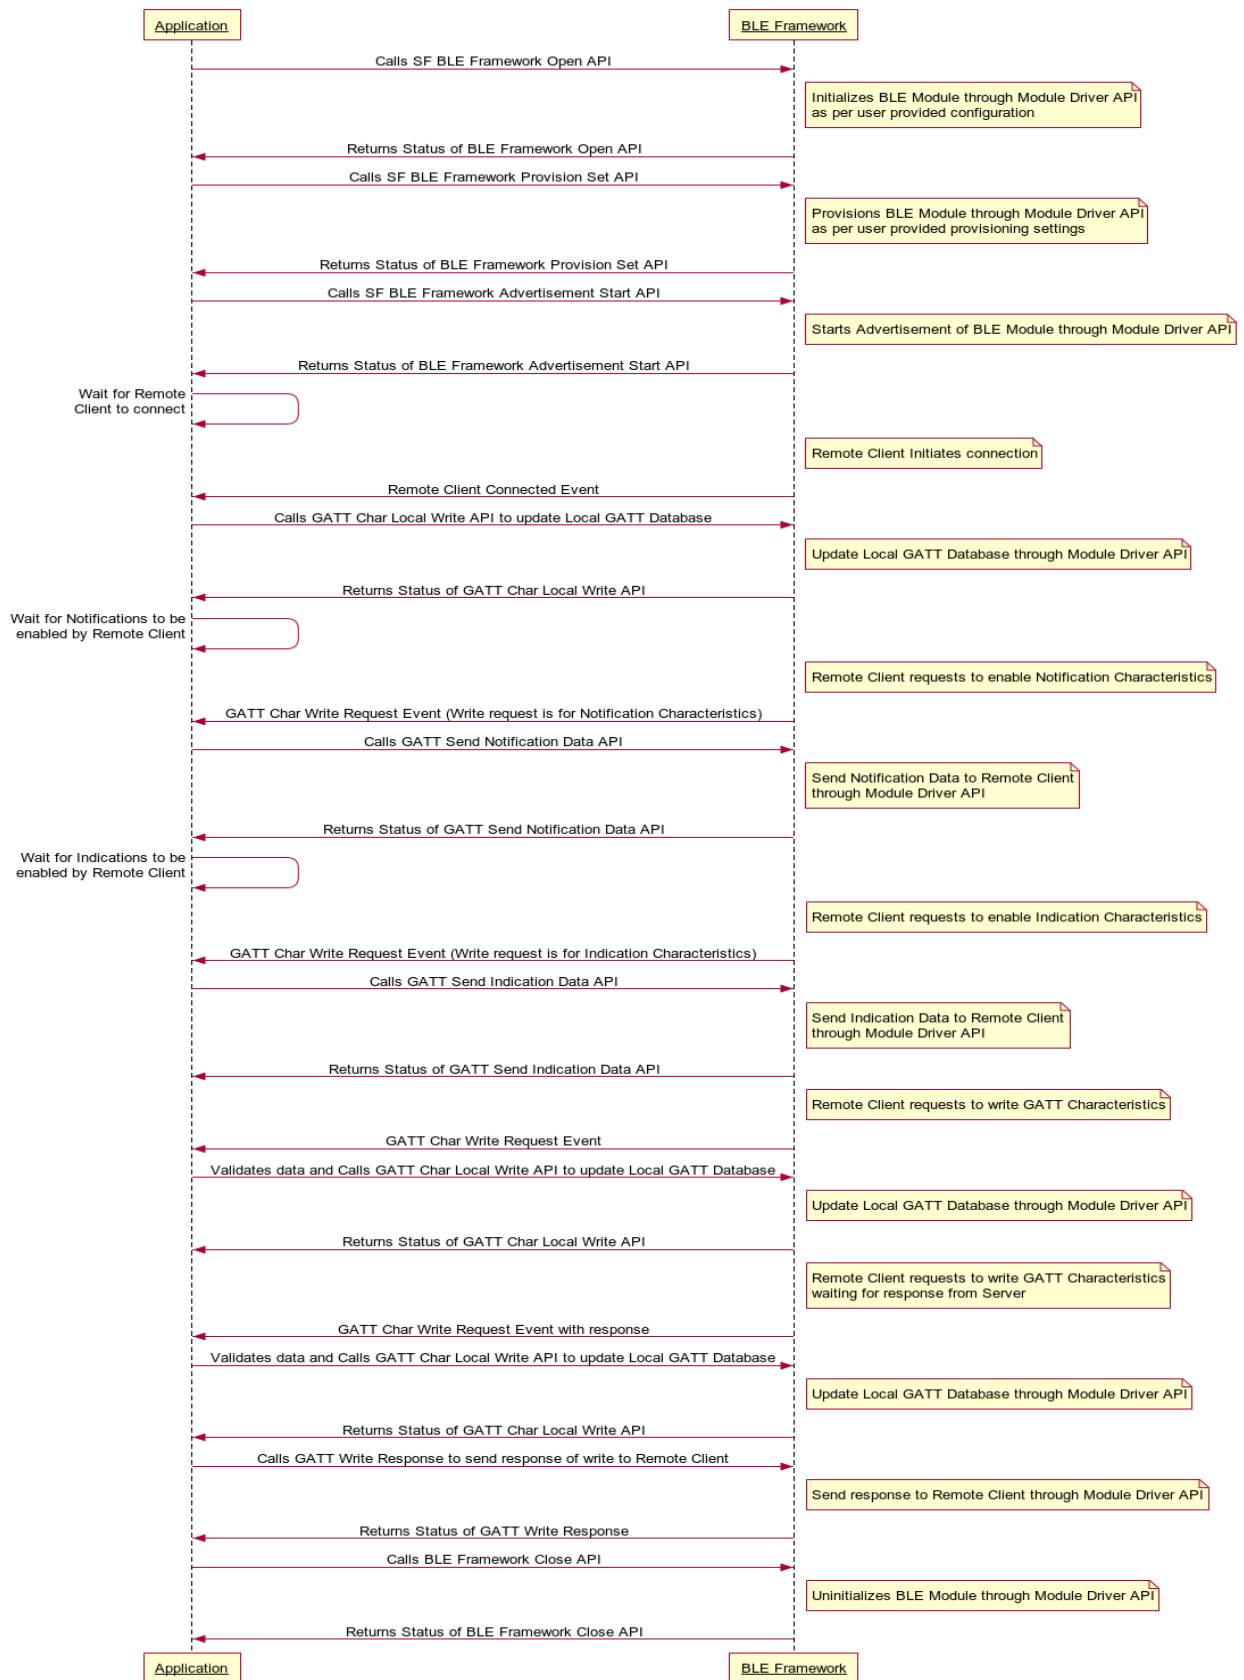 Application
BLE Framework
Calls SF BLE Framework Open API
Initializes BLE Module through Module Driver API
as per user provided configuration
Returns Status of BLE Framework Open API
Calls SF BLE Framework Provision Set API
Provisions BLE Module through Module Driver API
as per user provided provisioning settings
Returns Status of BLE Framework Provision Set API
Calls SF BLE Framework Advertisement Start API
Starts Advertisement of BLE Module through Module Driver API
Returns Status of BLE Framework Advertisement Start API
Wait for Remote
Client to connect
Remote Client Initiates connection
Remote Client Connected Event
Calls GATT Char Local Write API to update Local GATT Database
Update Local GATT Database through Module Driver API
Returns Status of GATT Char Local Write API
Wait for Notifications to be
enabled by Remote Client
Remote Client requests to enable Notification Characteristics
GATT Char Write Request Event (Write request is for Notification Characteristics)
Calls GATT Send Notification Data API
Send Notification Data to Remote Client
through Module Driver API
Returns Status of GATT Send Notification Data API
Wait for Indications to be
enabled by Remote Client
Remote Client requests to enable Indication Characteristics
GATT Char Write Request Event (Write request is for Indication Characteristics)
Calls GATT Send Indication Data API
Send Indication Data to Remote Client
through Module Driver API
Returns Status of GATT Send Indication Data API
Remote Client requests to write GATT Characteristics
GATT Char Write Request Event
Validates data and Calls GATT Char Local Write API to update Local GATT Database
Update Local GATT Database through Module Driver API
Returns Status of GATT Char Local Write API
Remote Client requests to write GATT Characteristics
waiting for response from Server
GATT Char Write Request Event with response
Validates data and Calls GATT Char Local Write API to update Local GATT Database
Update Local GATT Database through Module Driver API
Returns Status of GATT Char Local Write API
Calls GATT Write Response to send response of write to Remote Client
Send response to Remote Client through Module Driver API
Returns Status of GATT Write Response
Calls BLE Framework Close API
Uninitializes BLE Module through Module Driver API
Returns Status of BLE Framework Close API
Application
BLE Framework